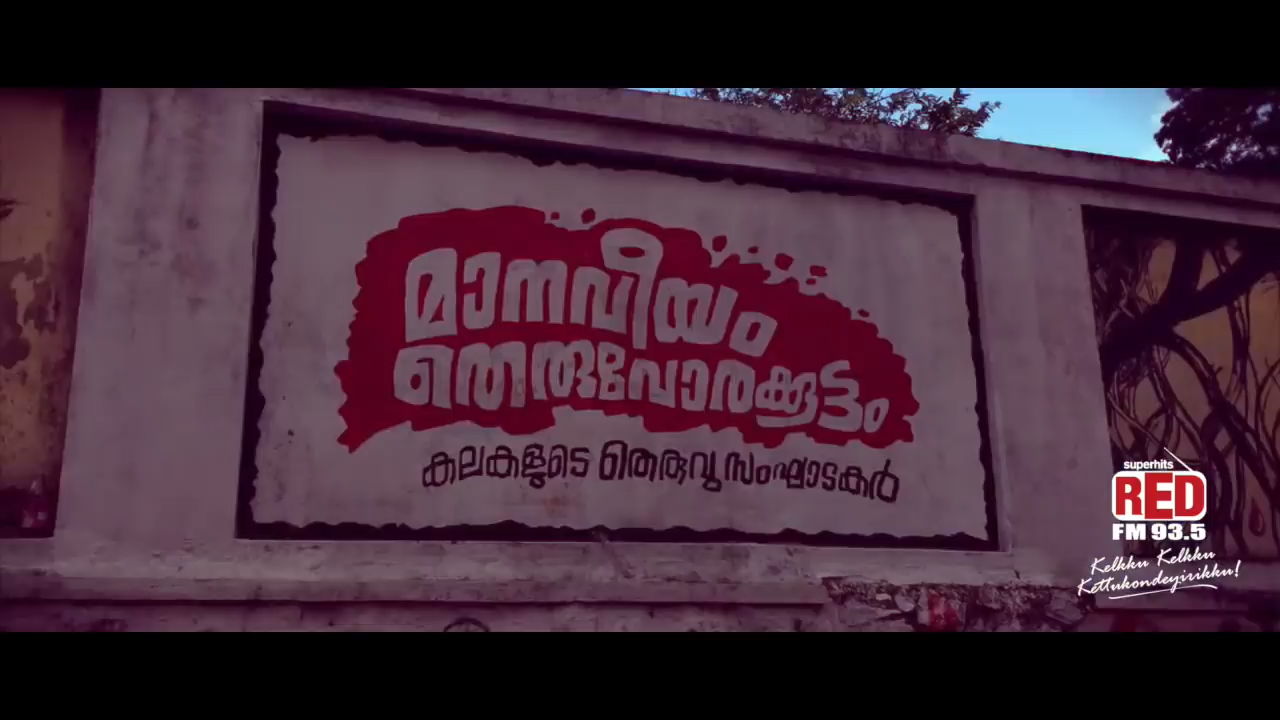 മാനവീയം
തെരുവോരക്കൂട്ടം
കലകളുടെ തെരുവു സംഘാടകർ
superhits
RED
FM 93.5
Kelkku Kelkku
Kettukondeyirikku!